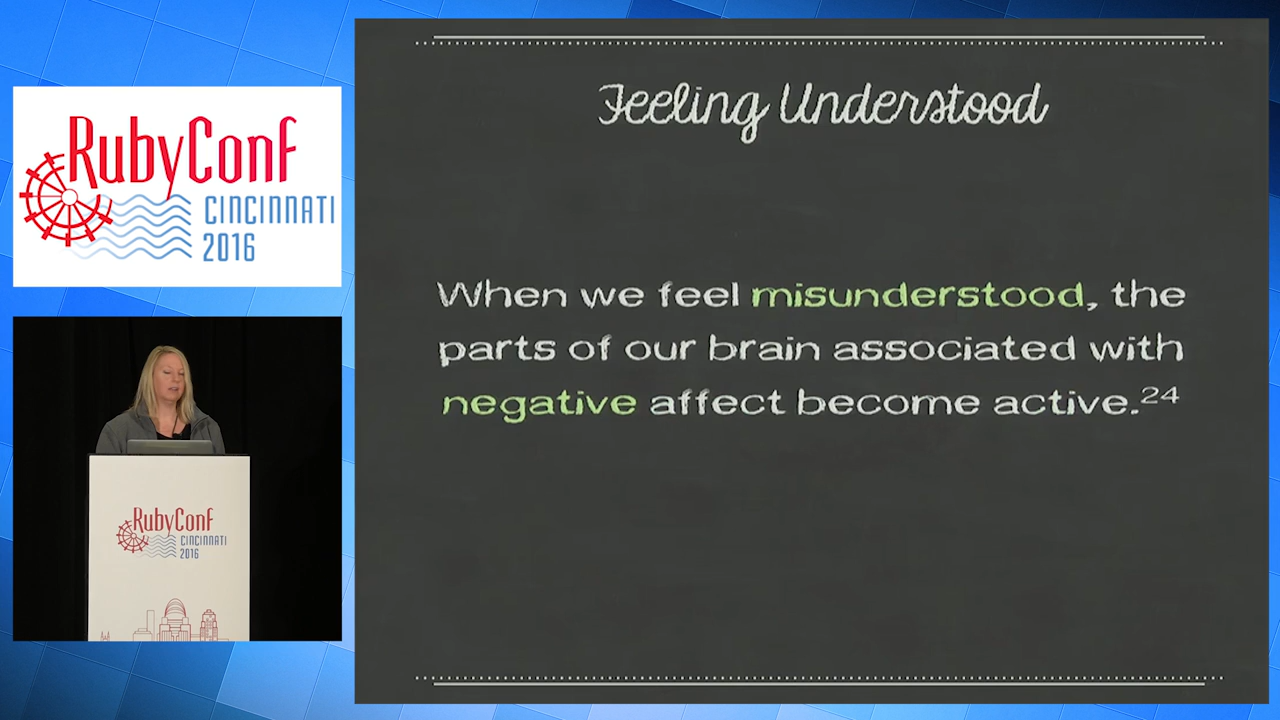 RubyConf
CINCINNATI
2016
Feeling Understood
When we feel misunderstood, the
parts of our brain associated with
negative affect become active.24
RubyConf
CINCINNATI
2016